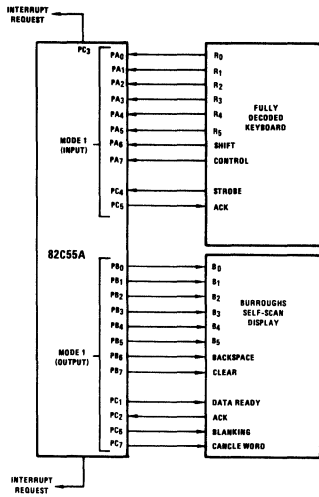 INTERRUPT
REQUEST
PC3
PA0 R0
PA1 R1
PA2 R2
PA3 R3
PA4 R4
PA5 R5
PA6 SHIFT
PA7 CONTROL
MODE 1
(INPUT)
FULLY
DECODED
KEYBOARD
PC4 STROBE
PC5 ACK
82C55A
PB0 B0
PB1 B1
PB2 B2
PB3 B3
PB4 B4
PB5 B5
PB6 BACKSPACE
PB7 CLEAR
MODE 1
(OUTPUT)
BURROUGHS
SELF-SCAN
DISPLAY
PC1 DATA READY
PC2 ACK
PC6 BLANKING
PC7 CANCLE WORD
INTERRUPT
REQUEST